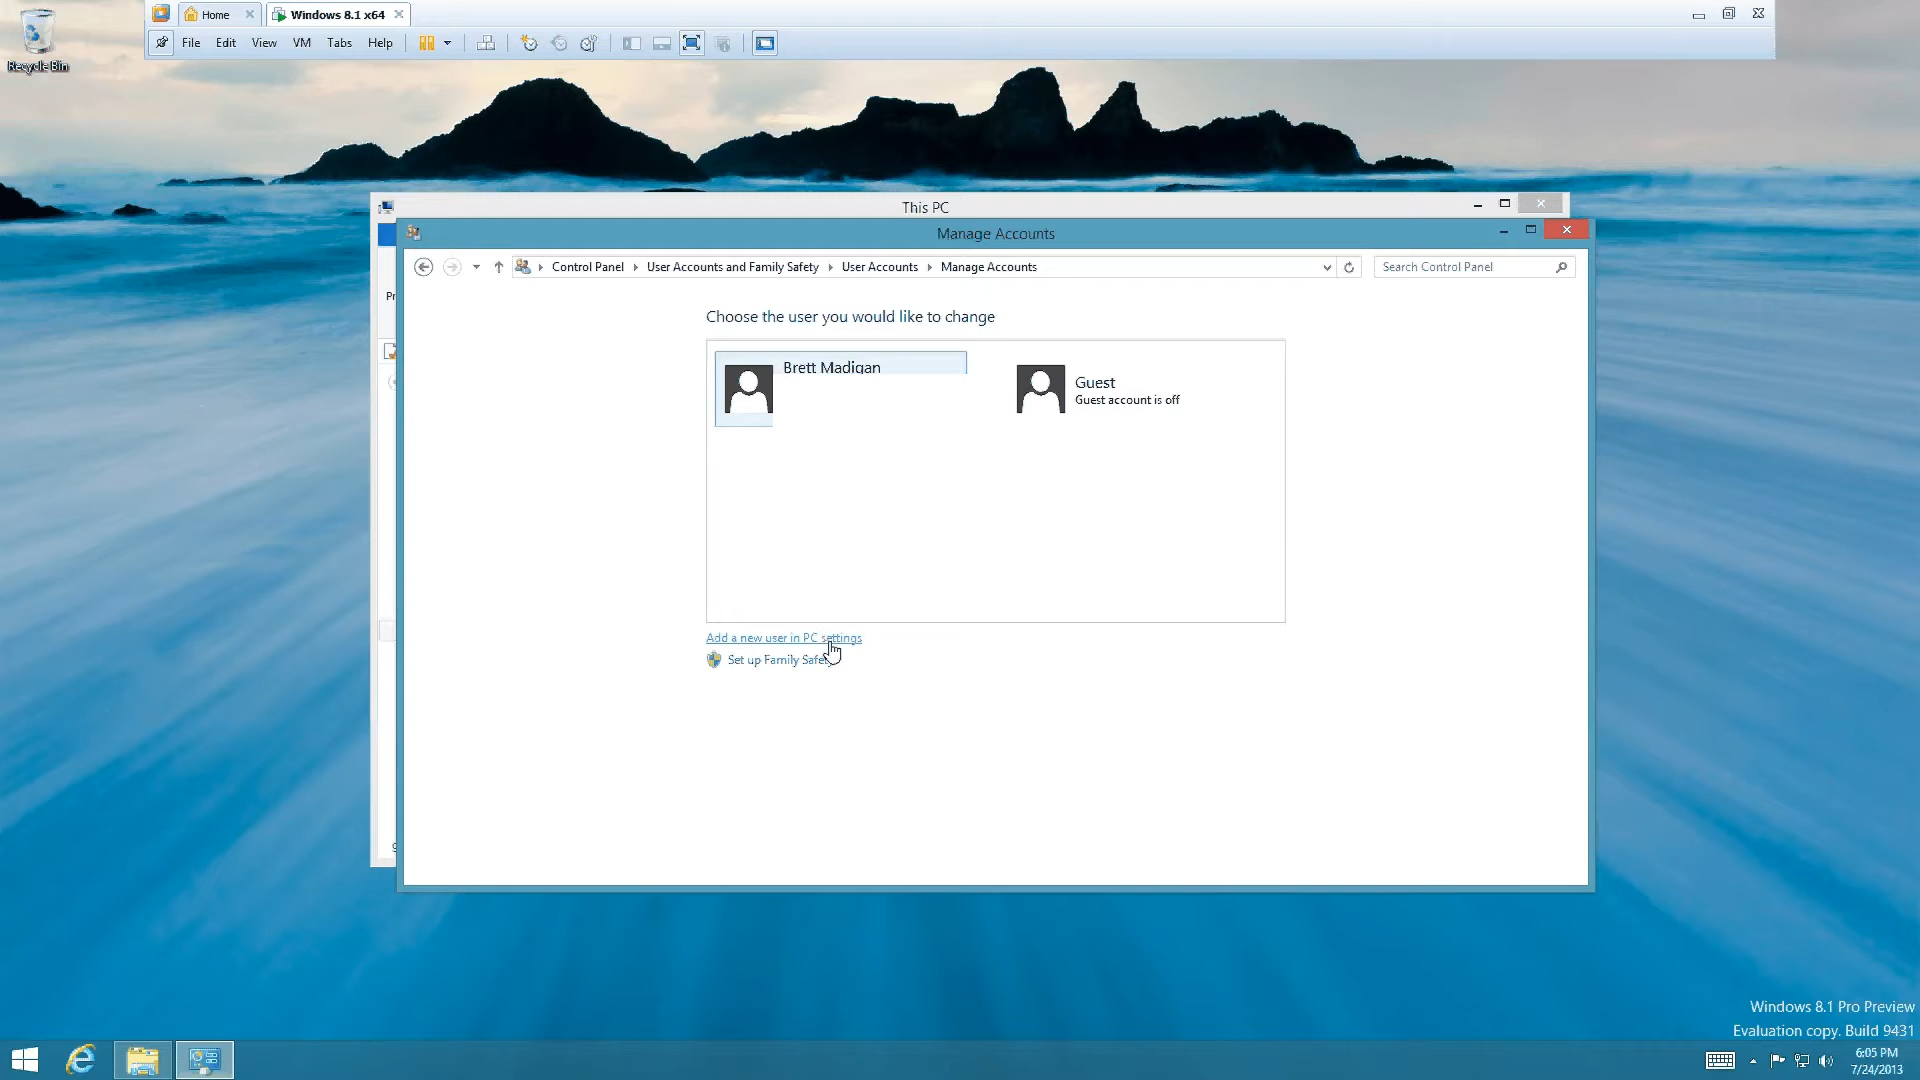 Home
Windows 8.1 x64
Recycle Bin
File Edit View VM Tabs Help
This PC
Manage Accounts
Control Panel User Accounts and Family Safety User Accounts Manage Accounts
Search Control Panel
Pr
Choose the user you would like to change
Brett Madigan
Guest
Guest account is off
Add a new user in PC settings
Set up Family Safety
9
Windows 8.1 Pro Preview
Evaluation copy. Build 9431
6:05 PM
7/24/2013